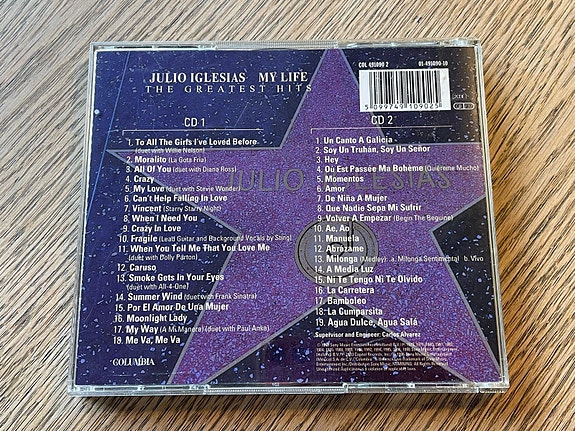 JULIO IGLESIAS MY LIFE
THE GREATEST HITS
COL 491090 2
01-491090-10
5 099749 109025
CD 1
1. To All The Girls I've Loved Before
(duet with Willie Nelson)
2. Moralito (La Gota Fria)
3. All Of You (duet with Diana Ross)
4. Crazy
5. My Love (duet with Stevie Wonder)
6. Can't Help Falling In Love
7. Vincent (Starry Starry Night)
8. When I Need You
9. Crazy In Love
10. Fragile (Lead Guitar and Background Vocals by Sting)
11. When You Tell Me That You Love Me
(duet with Dolly Parton)
12. Caruso
13. Smoke Gets In Your Eyes
(duet with All-4-One)
14. Summer Wind (duet with Frank Sinatra)
15. Por El Amor De Una Mujer
16. Moonlight Lady
17. My Way (A Mi Manera) (duet with Paul Anka)
18. Me Va, Me Va
COLUMBIA
CD 2
1. Un Canto A Galicia
2. Soy Un Truhán, Soy Un Señor
3. Hey
4. Où Est Passée Ma Bohème (Quiéreme Mucho)
5. Momentos
6. Amor
7. De Niña A Mujer
8. Que Nadie Sepa Mi Sufrir
9. Volver A Empezar (Begin The Beguine)
10. Ae, Ao
11. Manuela
12. Abrázame
13. Milonga (Medley): a. Milonga Sentimental b. Vivo
14. A Media Luz
15. Ni Te Tengo Ni Te Olvido
16. La Carretera
17. Bamboleo
18. La Gumparsita
19. Agua Dulce, Agua Salá
Supervisor and Engineer: Carlos Alvarez
JULIO IGLESIAS